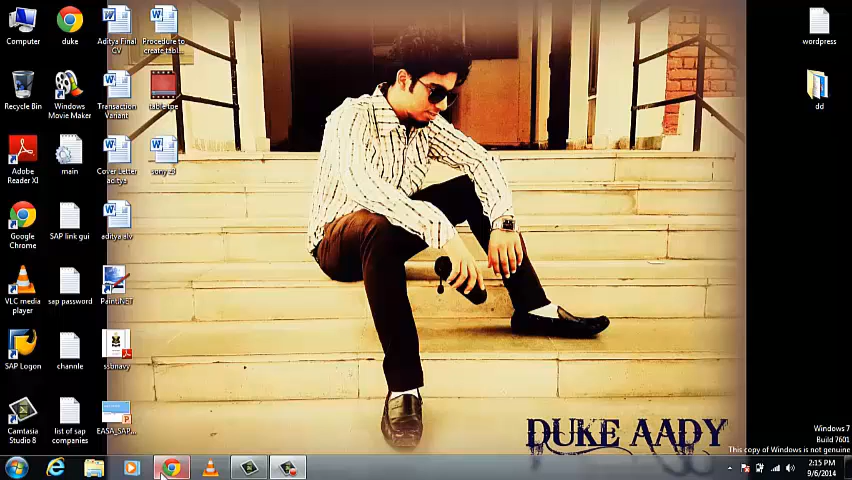 Computer
duke
Aditya Final
CV
Procedure to
create tabl...
wordpress
Recycle Bin
Windows
Movie Maker
Transaction
Variant
table tpe
dd
Adobe
Reader XI
main
Cover Letter
aditya
sony z3
Google
Chrome
SAP link gui
aditya alv
VLC media
player
sap password
Paint.NET
SAP Logon
channle
ssbnavy
Camtasia
Studio 8
list of sap
companies
EASA_SAP...
DUKE AADY
Windows 7
Build 7601
This copy of Windows is not genuine
2:15 PM
9/6/2014